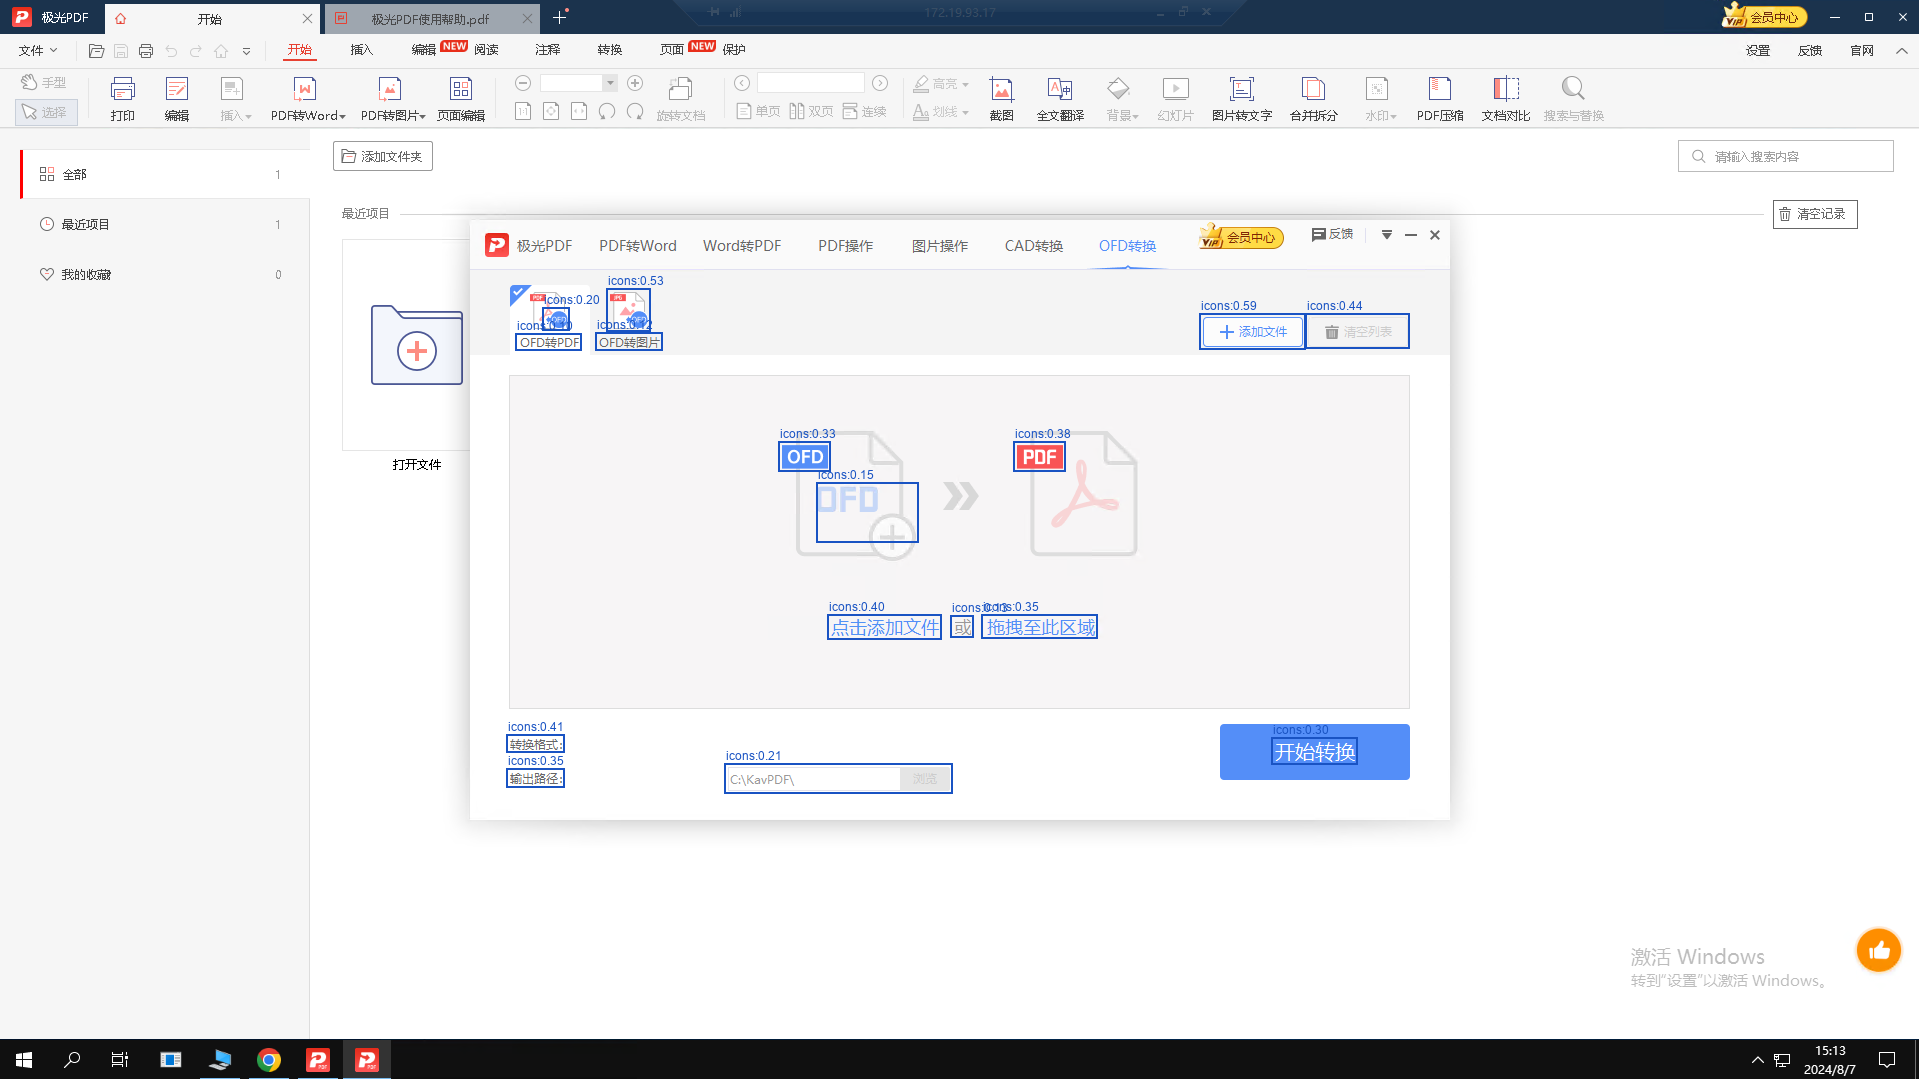 极光PDF 开始 极光PDF使用帮助.pdf 172.19.93.17 VIP 会员中心
文件 开始 插入 编辑 NEW 阅读 注释 转换 页面 NEW 保护 设置 反馈 官网
手型
选择
打印 编辑 插入 PDF转Word PDF转图片 页面编辑 1:1 旋转文档
单页 双页 连续
高亮
划线
截图 全文翻译 背景 幻灯片 图片转文字 合并拆分 水印 PDF压缩 文档对比 搜索与替换
全部 1
最近项目 1
我的收藏 0
添加文件夹
请输入搜索内容
最近项目
清空记录
打开文件
极光PDF PDF转Word Word转PDF PDF操作 图片操作 CAD转换 OFD转换 VIP 会员中心 反馈
icons:0.20 icons:0.53
icons:0.59 icons:0.44
OFD转PDF OFD转图片
添加文件 清空列表
icons:0.33 icons:0.38
OFD PDF
icons:0.15
OFD
icons:0.40 icons:0.13 icons:0.35
点击添加文件 或 拖拽至此区域
icons:0.41
转换格式:
icons:0.35
输出路径:
icons:0.21
C:\KavPDF\ 浏览
icons:0.30
开始转换
激活 Windows
转到“设置”以激活 Windows。
15:13
2024/8/7